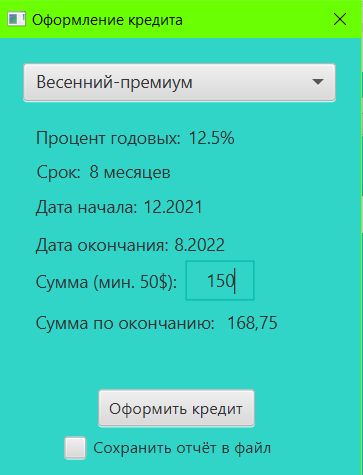 Оформление кредита
Весенний-премиум
Процент годовых: 12.5%
Срок: 8 месяцев
Дата начала: 12.2021
Дата окончания: 8.2022
Сумма (мин. 50$): 150
Сумма по окончанию: 168,75
Оформить кредит
Сохранить отчёт в файл